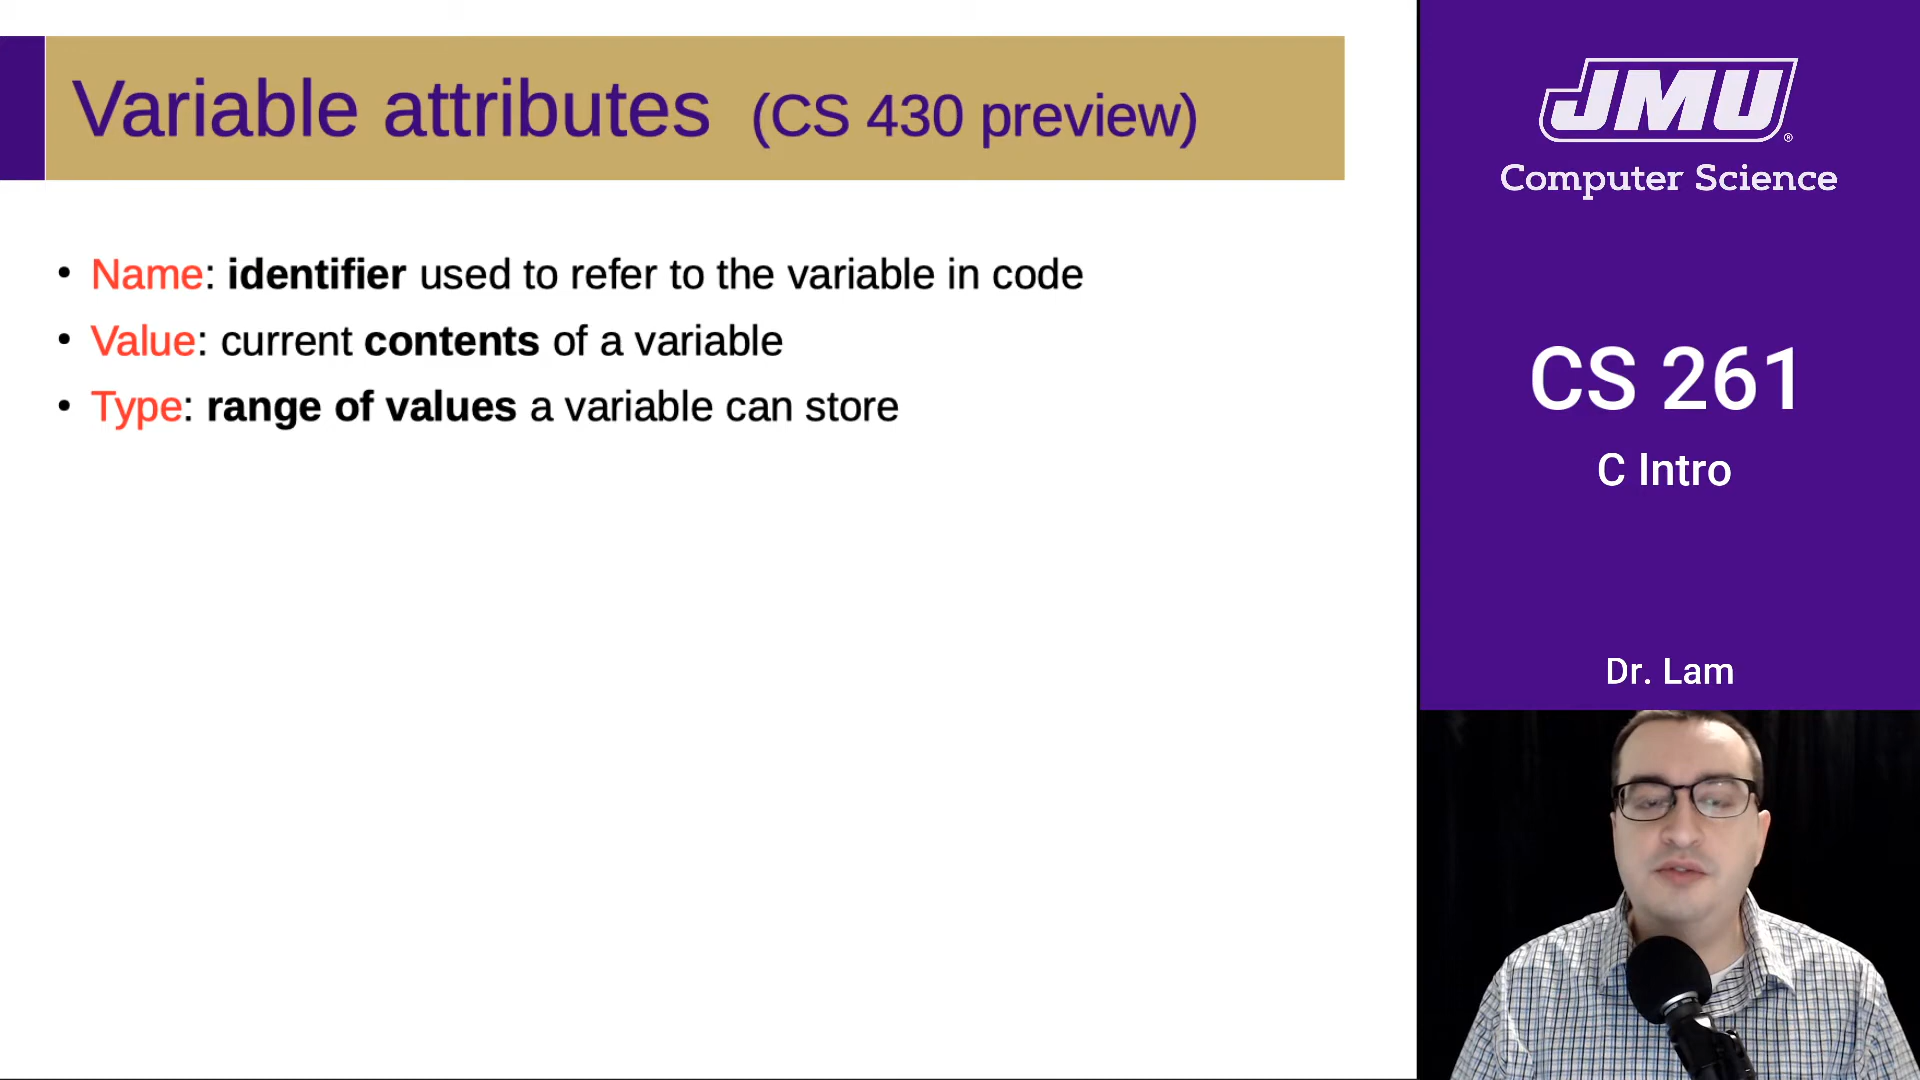 Variable attributes (CS 430 preview)
• Name: identifier used to refer to the variable in code
• Value: current contents of a variable
• Type: range of values a variable can store
JMU®
Computer Science
CS 261
C Intro
Dr. Lam